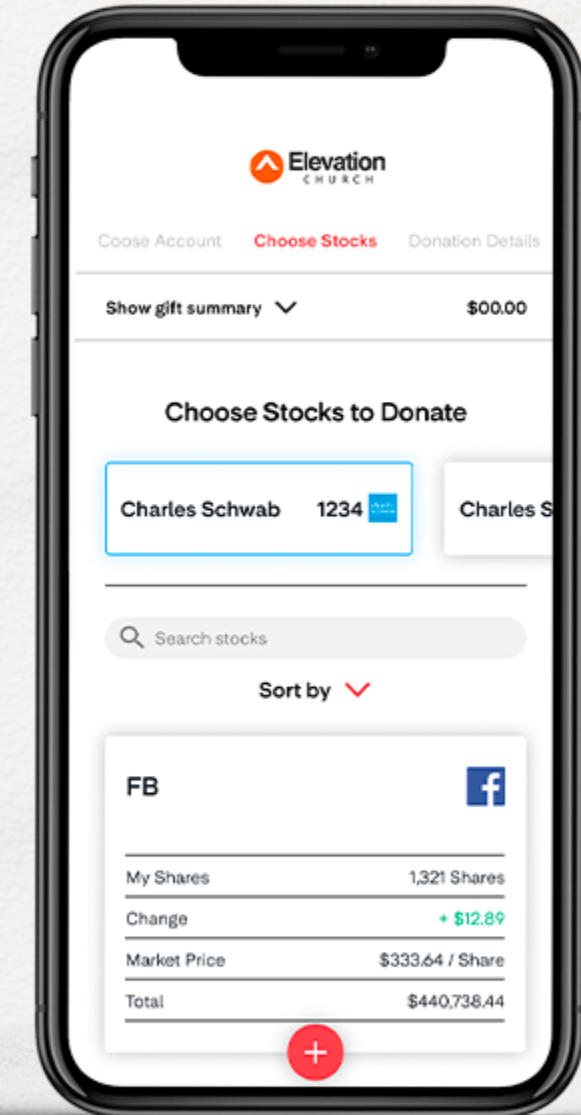 Elevation
CHURCH
Coose Account Choose Stocks Donation Details
Show gift summary $00.00
Choose Stocks to Donate
Charles Schwab 1234 Charles S
Search stocks
Sort by
FB
My Shares 1,321 Shares
Change + $12.89
Market Price $333.64 / Share
Total $440,738.44